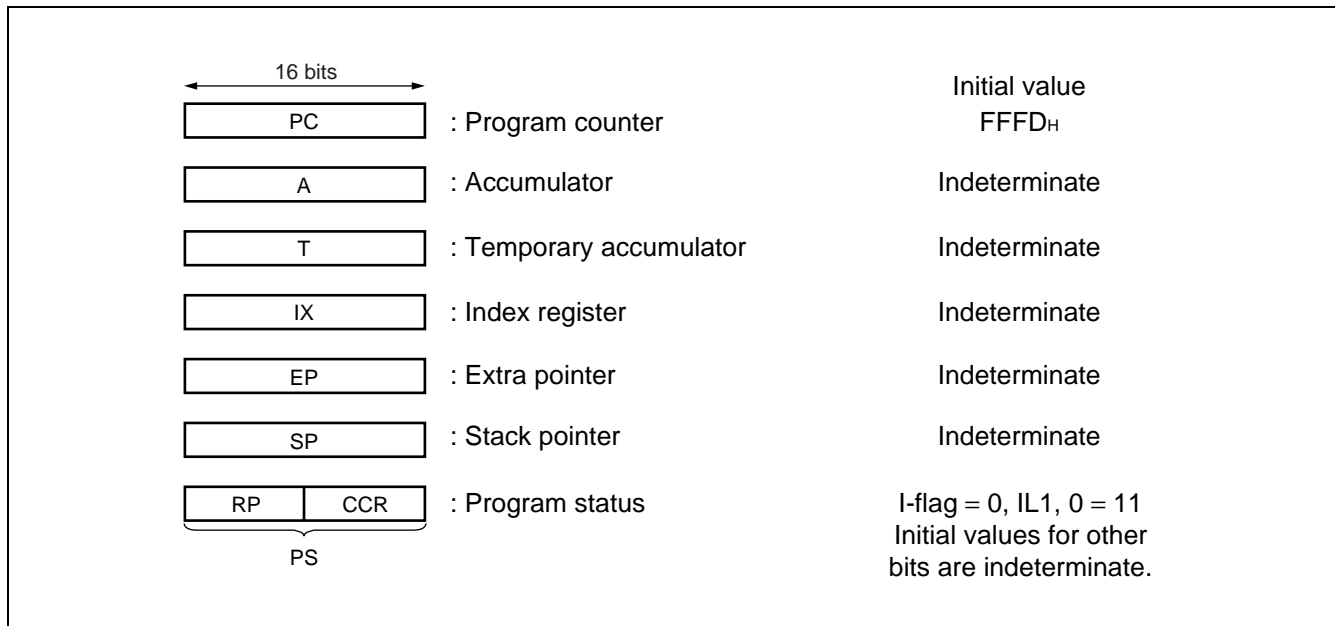 16 bits
Initial value
PC : Program counter FFFDH
A : Accumulator Indeterminate
T : Temporary accumulator Indeterminate
IX : Index register Indeterminate
EP : Extra pointer Indeterminate
SP : Stack pointer Indeterminate
RP CCR : Program status I-flag = 0, IL1, 0 = 11
Initial values for other
PS
bits are indeterminate.